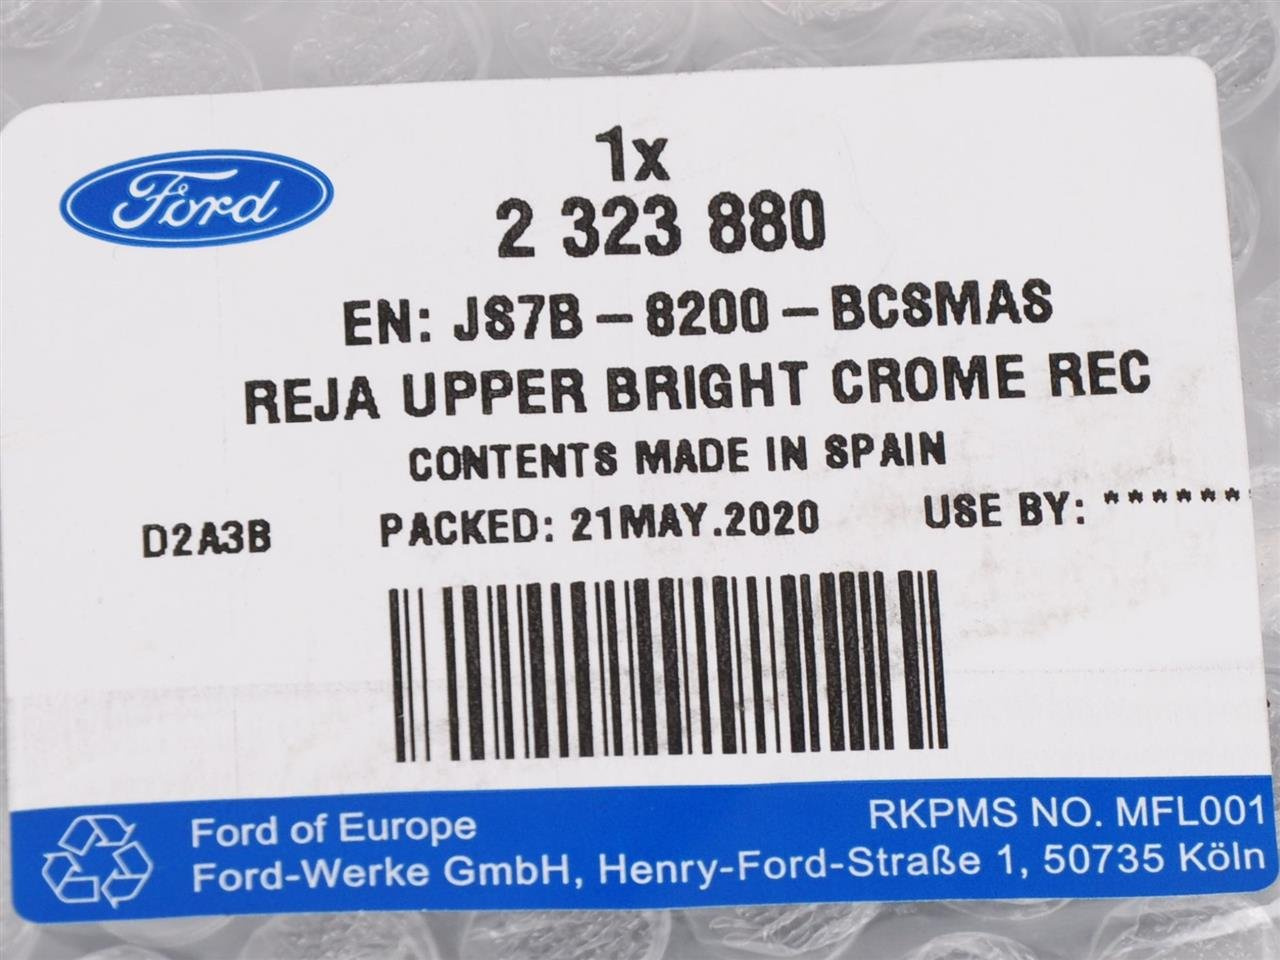 Ford
1x
2 323 880
EN: JS7B-8200-BCSMAS
REJA UPPER BRIGHT CROME REC
CONTENTS MADE IN SPAIN
D2A3B PACKED: 21MAY.2020 USE BY: ******
Ford of Europe RKPMS NO. MFL001
Ford-Werke GmbH, Henry-Ford-Straße 1, 50735 Köln